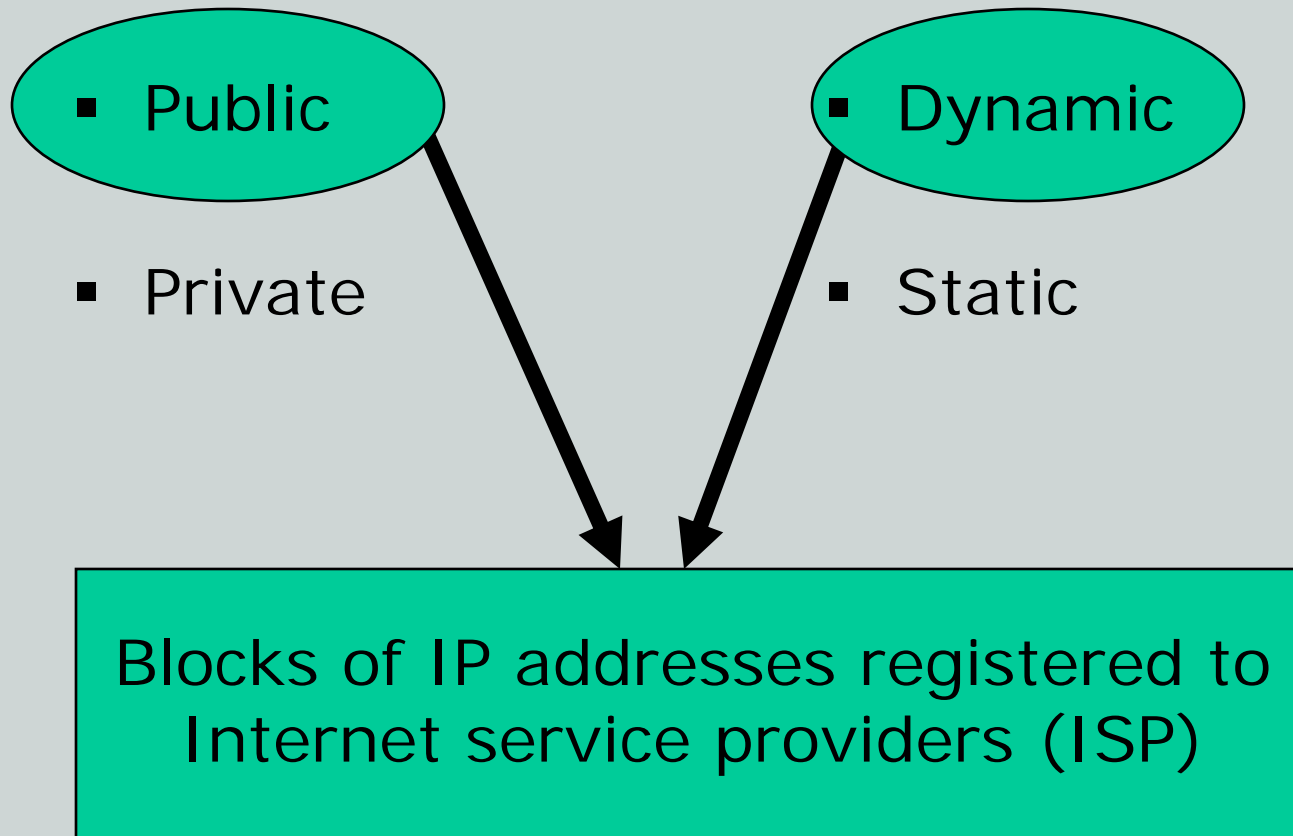 ▪ Public
▪ Private
▪ Dynamic
▪ Static
Blocks of IP addresses registered to
Internet service providers (ISP)